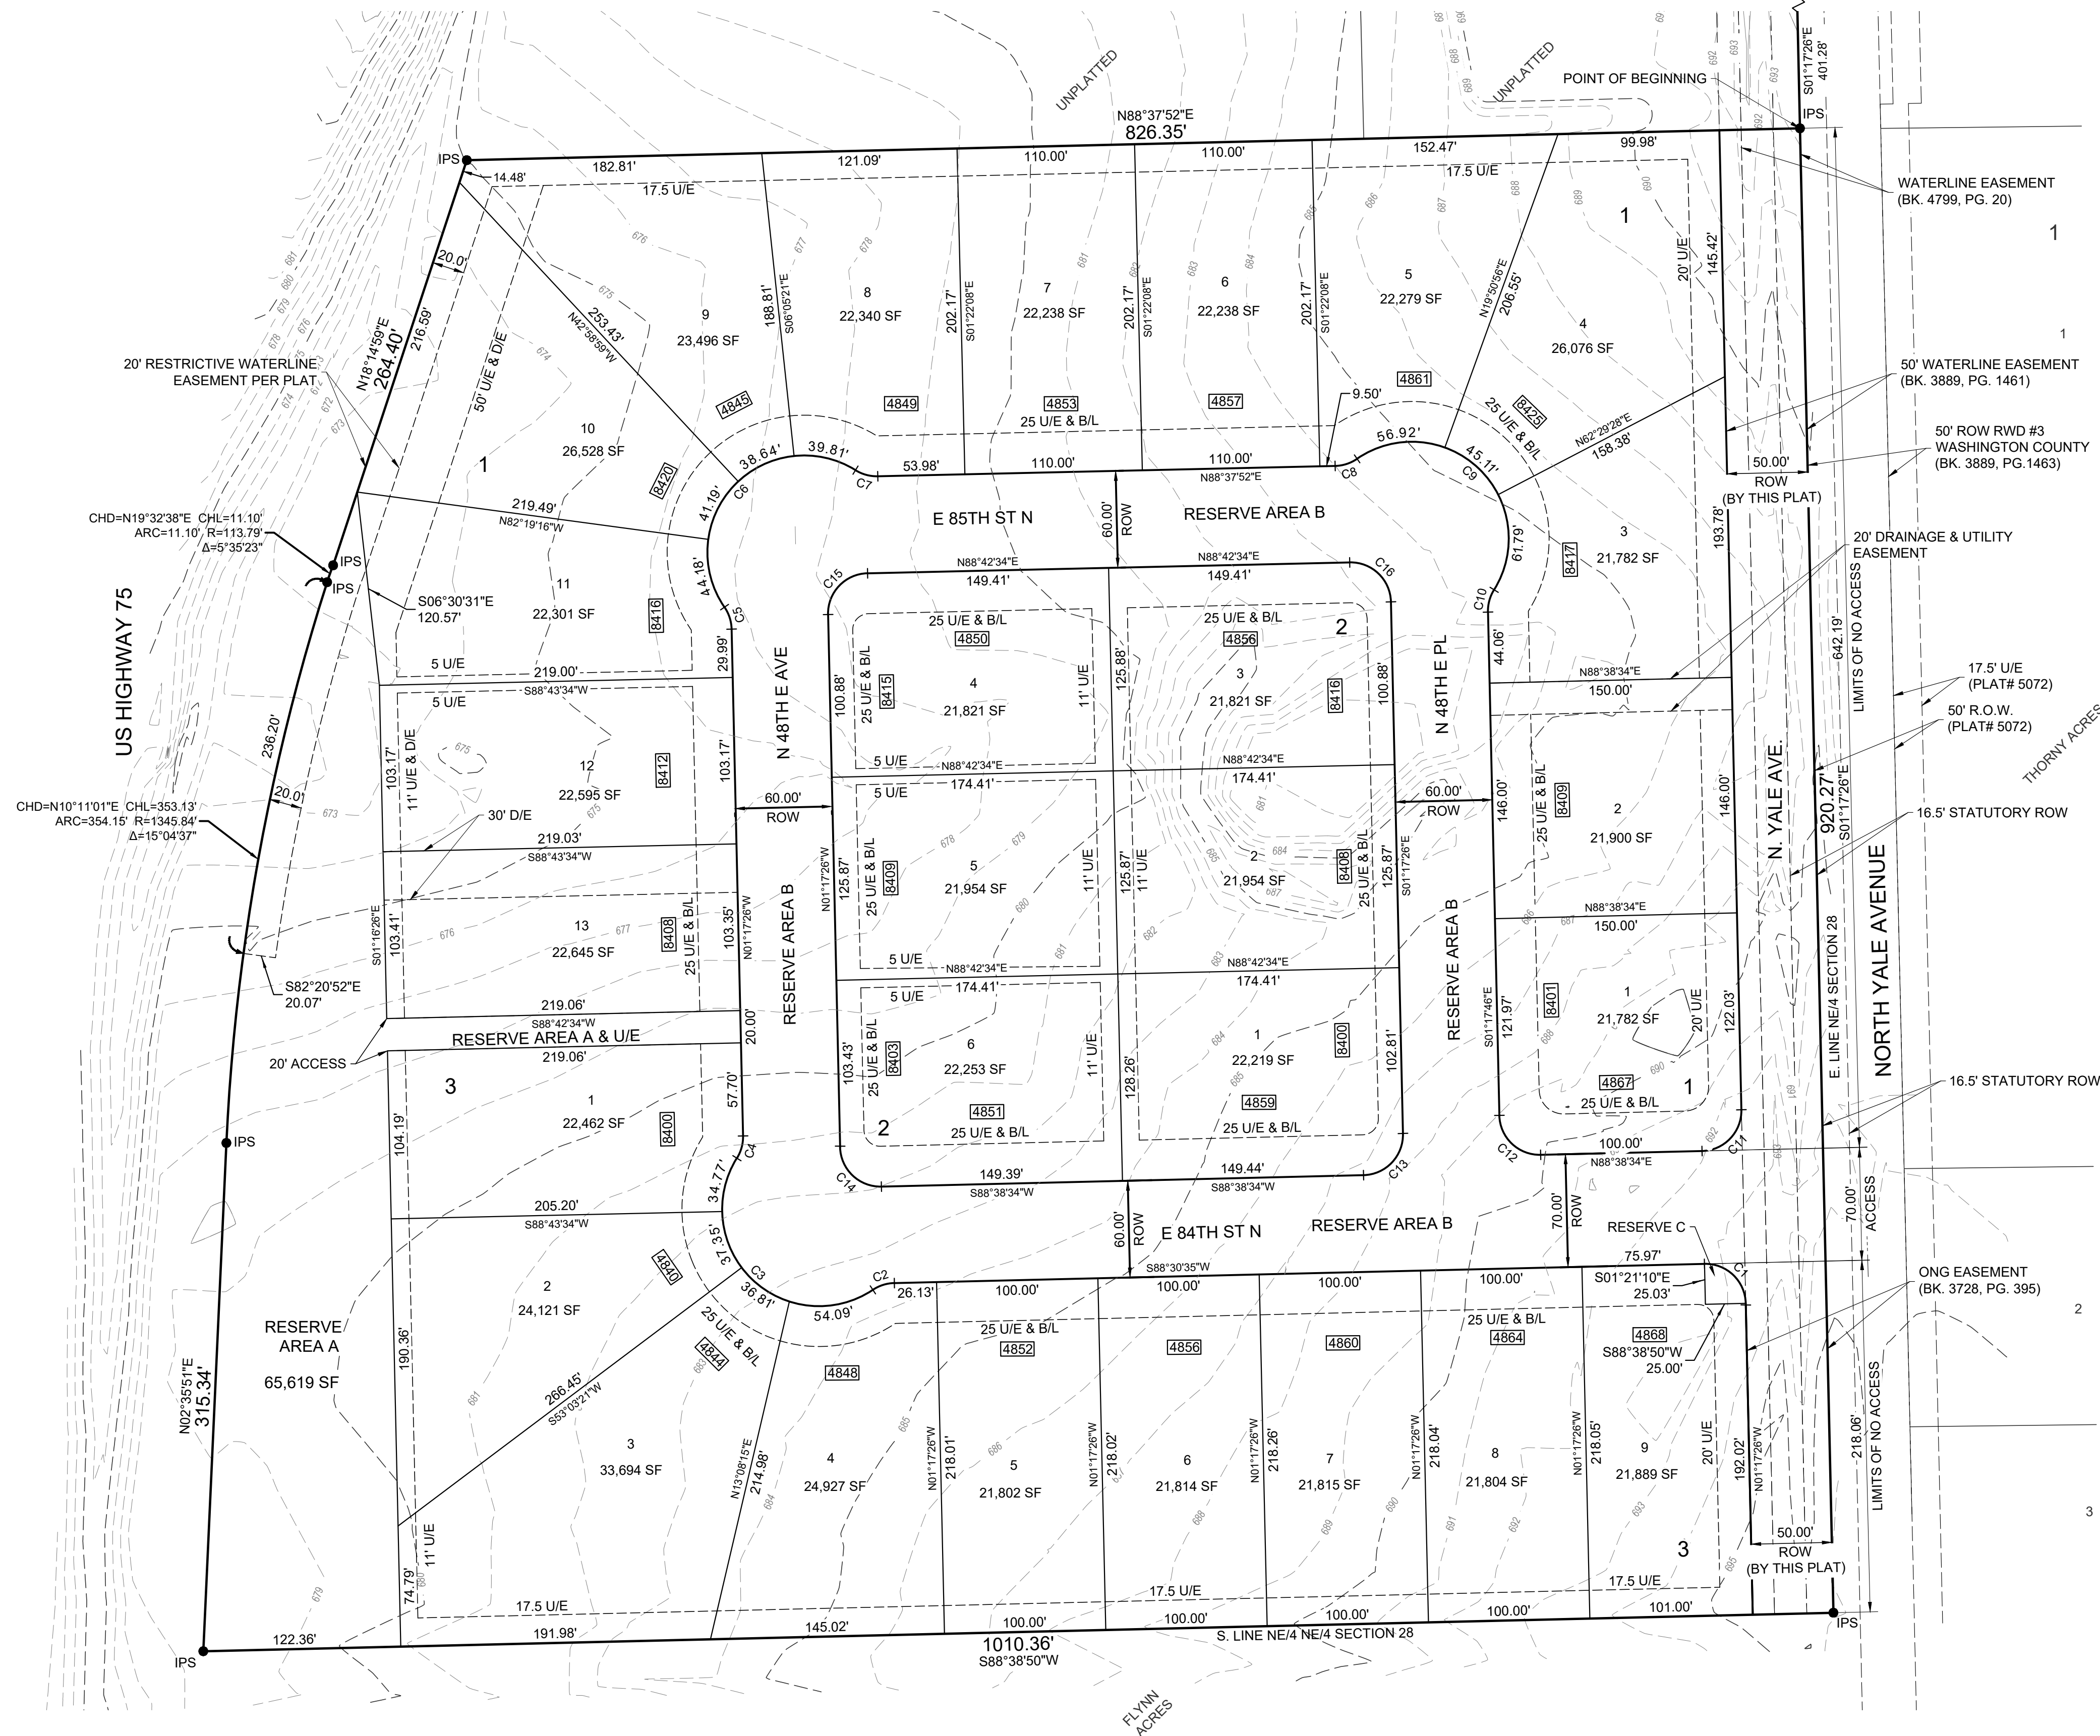 UNPLATTED
UNPLATTED
POINT OF BEGINNING
S01°17'26"E
401.28'
IPS
N88°37'52"E
826.35'
IPS
182.81'
121.09'
110.00'
110.00'
152.47'
99.98'
14.48'
17.5 U/E
17.5 U/E
WATERLINE EASEMENT
(BK. 4799, PG. 20)
1
1
20' U/E
145.42'
20.0'
N18°14'59"E
264.40'
216.59'
50' U/E & D/E
253.43'
N42°58'59"W
9
23,496 SF
188.81'
S06°05'21"E
8
22,340 SF
202.17'
S01°22'08"E
7
22,238 SF
202.17'
S01°22'08"E
6
22,238 SF
202.17'
S01°22'08"E
5
22,279 SF
N19°50'56"E
206.55'
4
26,076 SF
1
20' RESTRICTIVE WATERLINE
EASEMENT PER PLAT
50' WATERLINE EASEMENT
(BK. 3889, PG. 1461)
50' ROW RWD #3
WASHINGTON COUNTY
(BK. 3889, PG.1463)
4845
4849
4853
4857
4861
8425
25 U/E & B/L
25 U/E & B/L
9.50'
10
26,528 SF
1
8420
38.64'
39.81'
C6
C7
53.98'
110.00'
110.00'
N88°37'52"E
C8
56.92'
45.11'
C9
N62°29'28"E
158.38'
50.00'
ROW
(BY THIS PLAT)
41.19'
219.49'
N82°19'16"W
E 85TH ST N
RESERVE AREA B
60.00'
ROW
CHD=N19°32'38"E CHL=11.10'
ARC=11.10' R=113.79'
Δ=5°35'23"
IPS
IPS
US HIGHWAY 75
S06°30'31"E
120.57'
11
22,301 SF
8416
44.18'
C5
29.99'
5 U/E
219.00'
S88°43'34"W
5 U/E
C15
N88°42'34"E
149.41'
149.41'
C16
C10
61.79'
3
21,782 SF
8417
193.78'
20' DRAINAGE & UTILITY
EASEMENT
LIMITS OF NO ACCESS
642.19'
17.5' U/E
(PLAT# 5072)
50' R.O.W.
(PLAT# 5072)
THORNY ACRES
N 48TH E AVE
25 U/E & B/L
4850
25 U/E & B/L
4856
2
44.06'
N88°38'34"E
150.00'
100.88'
25 U/E & B/L
8415
4
21,821 SF
11' U/E
125.88'
3
21,821 SF
8416
100.88'
N 48TH E PL
5 U/E
N88°42'34"E
174.41'
N88°42'34"E
174.41'
5 U/E
236.20'
20.0'
CHD=N10°11'01"E CHL=353.13'
ARC=354.15' R=1345.84'
Δ=15°04'37"
103.17'
11' U/E & D/E
12
22,595 SF
8412
103.17'
30' D/E
219.03'
S88°43'34"W
60.00'
ROW
60.00'
ROW
146.00'
25 U/E & B/L
8409
2
21,900 SF
146.00'
N. YALE AVE.
920.27'
S01°17'26"E
16.5' STATUTORY ROW
N01°17'26"W
125.87'
25 U/E & B/L
8409
5
21,954 SF
11' U/E
125.87'
11' U/E
2
21,954 SF
8408
25 U/E & B/L
125.87'
S01°17'26"E
N88°38'34"E
150.00'
NORTH YALE AVENUE
E. LINE NE/4 SECTION 28
S01°16'26"E
103.41'
13
22,645 SF
8408
25 U/E & B/L
103.35'
N01°17'26"W
RESERVE AREA B
RESERVE AREA B
5 U/E
N88°42'34"E
174.41'
N88°42'34"E
174.41'
5 U/E
S82°20'52"E
20.07'
219.06'
S88°42'34"W
RESERVE AREA A & U/E
219.06'
20' ACCESS
20.00'
S01°17'46"E
121.97'
8401
1
21,782 SF
20' U/E
122.03'
4867
25 U/E & B/L
1
103.43'
25 U/E & B/L
8403
6
22,253 SF
11' U/E
128.26'
1
22,219 SF
8400
102.81'
4851
25 U/E & B/L
2
4859
25 U/E & B/L
16.5' STATUTORY ROW
3
1
22,462 SF
8400
57.70'
104.19'
IPS
C4
34.77'
205.20'
S88°43'34"W
C14
149.39'
S88°38'34"W
149.44'
S88°38'34"W
C13
C12
100.00'
N88°38'34"E
C11
70.00'
ROW
70.00'
ACCESS
60.00'
ROW
E 84TH ST N
RESERVE AREA B
RESERVE C
37.35'
4840
C3
C2
36.81'
54.09'
26.13'
100.00'
100.00'
S88°30'35"W
100.00'
100.00'
75.97'
C1
S01°21'10"E
25.03'
ONG EASEMENT
(BK. 3728, PG. 395)
2
2
24,121 SF
190.36'
25 U/E & B/L
4844
4848
25 U/E & B/L
4852
4856
4860
25 U/E & B/L
4864
4868
S88°38'50"W
25.00'
RESERVE
AREA A
65,619 SF
N02°35'51"E
315.34'
266.45'
S53°03'21"W
3
33,694 SF
N13°08'15"E
214.98'
4
24,927 SF
N01°17'26"W
218.01'
5
21,802 SF
N01°17'26"W
218.02'
6
21,814 SF
N01°17'26"W
218.26'
7
21,815 SF
N01°17'26"W
218.04'
8
21,804 SF
N01°17'26"W
218.05'
9
21,889 SF
20' U/E
192.02'
N01°17'26"W
218.06'
LIMITS OF NO ACCESS
3
3
50.00'
ROW
(BY THIS PLAT)
74.79'
11' U/E
17.5 U/E
17.5 U/E
17.5 U/E
IPS
122.36'
191.98'
145.02'
100.00'
100.00'
100.00'
100.00'
101.00'
IPS
1010.36'
S88°38'50"W
S. LINE NE/4 NE/4 SECTION 28
FLYNN
ACRES